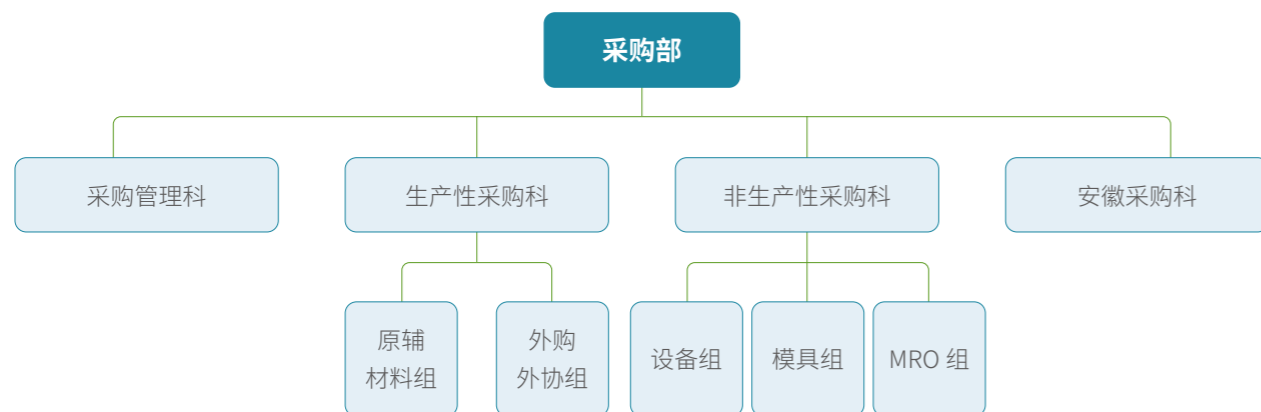 采购部
采购管理科
生产性采购科
非生产性采购科
安徽采购科
原辅
材料组
外购
外协组
设备组
模具组
MRO 组